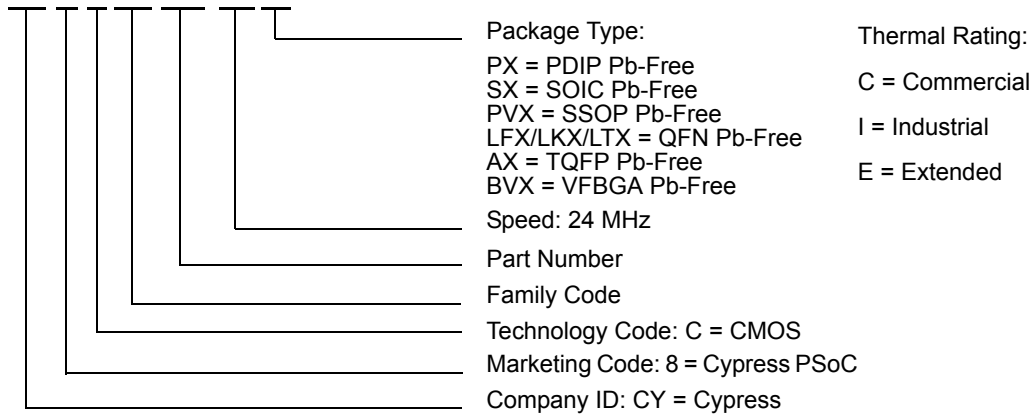 Package Type:
PX = PDIP Pb-Free
SX = SOIC Pb-Free
PVX = SSOP Pb-Free
LFX/LKX/LTX = QFN Pb-Free
AX = TQFP Pb-Free
BVX = VFBGA Pb-Free
Speed: 24 MHz
Part Number
Family Code
Technology Code: C = CMOS
Marketing Code: 8 = Cypress PSoC
Company ID: CY = Cypress
Thermal Rating:
C = Commercial
I = Industrial
E = Extended